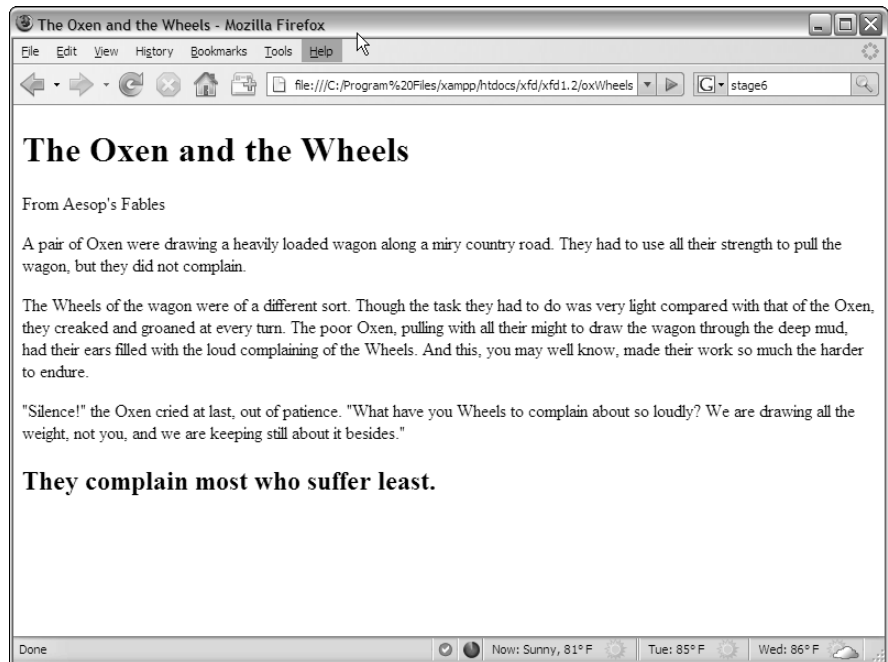 The Oxen and the Wheels - Mozilla Firefox
File Edit View History Bookmarks Tools Help
file:///C:/Program%20Files/xampp/htdocs/xfd/xfd1.2/oxWheels G stage6
The Oxen and the Wheels
From Aesop's Fables
A pair of Oxen were drawing a heavily loaded wagon along a miry country road. They had to use all their strength to pull the
wagon, but they did not complain.
The Wheels of the wagon were of a different sort. Though the task they had to do was very light compared with that of the Oxen,
they creaked and groaned at every turn. The poor Oxen, pulling with all their might to draw the wagon through the deep mud,
had their ears filled with the loud complaining of the Wheels. And this, you may well know, made their work so much the harder
to endure.
"Silence!" the Oxen cried at last, out of patience. "What have you Wheels to complain about so loudly? We are drawing all the
weight, not you, and we are keeping still about it besides."
They complain most who suffer least.
Done Now: Sunny, 81° F Tue: 85° F Wed: 86° F